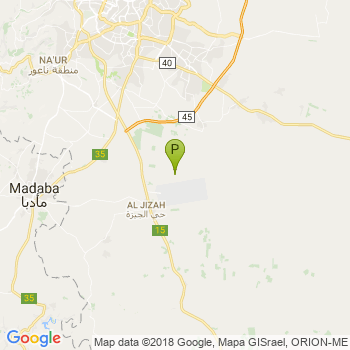 NA'UR
منطقة ناعور
40
45
P
35
Madaba
مادبا
AL JIZAH
حي الجيزة
15
35
Google
Map data ©2018 Google, Mapa GISrael, ORION-ME